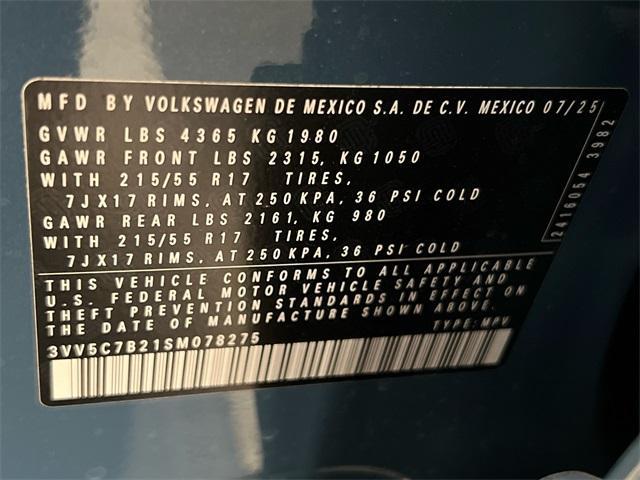 MFD BY VOLKSWAGEN DE MEXICO S.A. DE C.V. MEXICO 07/25
GVWR LBS 4365 KG 1980
GAWR FRONT LBS 2315, KG 1050
WITH 215/55 R17 TIRES,
7JX17 RIMS, AT 250 KPA, 36 PSI COLD
GAWR REAR LBS 2161, KG 980
WITH 215/55 R17 TIRES,
7JX17 RIMS, AT 250 KPA, 36 PSI COLD
THIS VEHICLE CONFORMS TO ALL APPLICABLE
U.S. FEDERAL MOTOR VEHICLE SAFETY AND
THEFT PREVENTION STANDARDS IN EFFECT ON
THE DATE OF MANUFACTURE SHOWN ABOVE.
TYPE: MPV
3VV5C7B21SM078275
2416054 3982